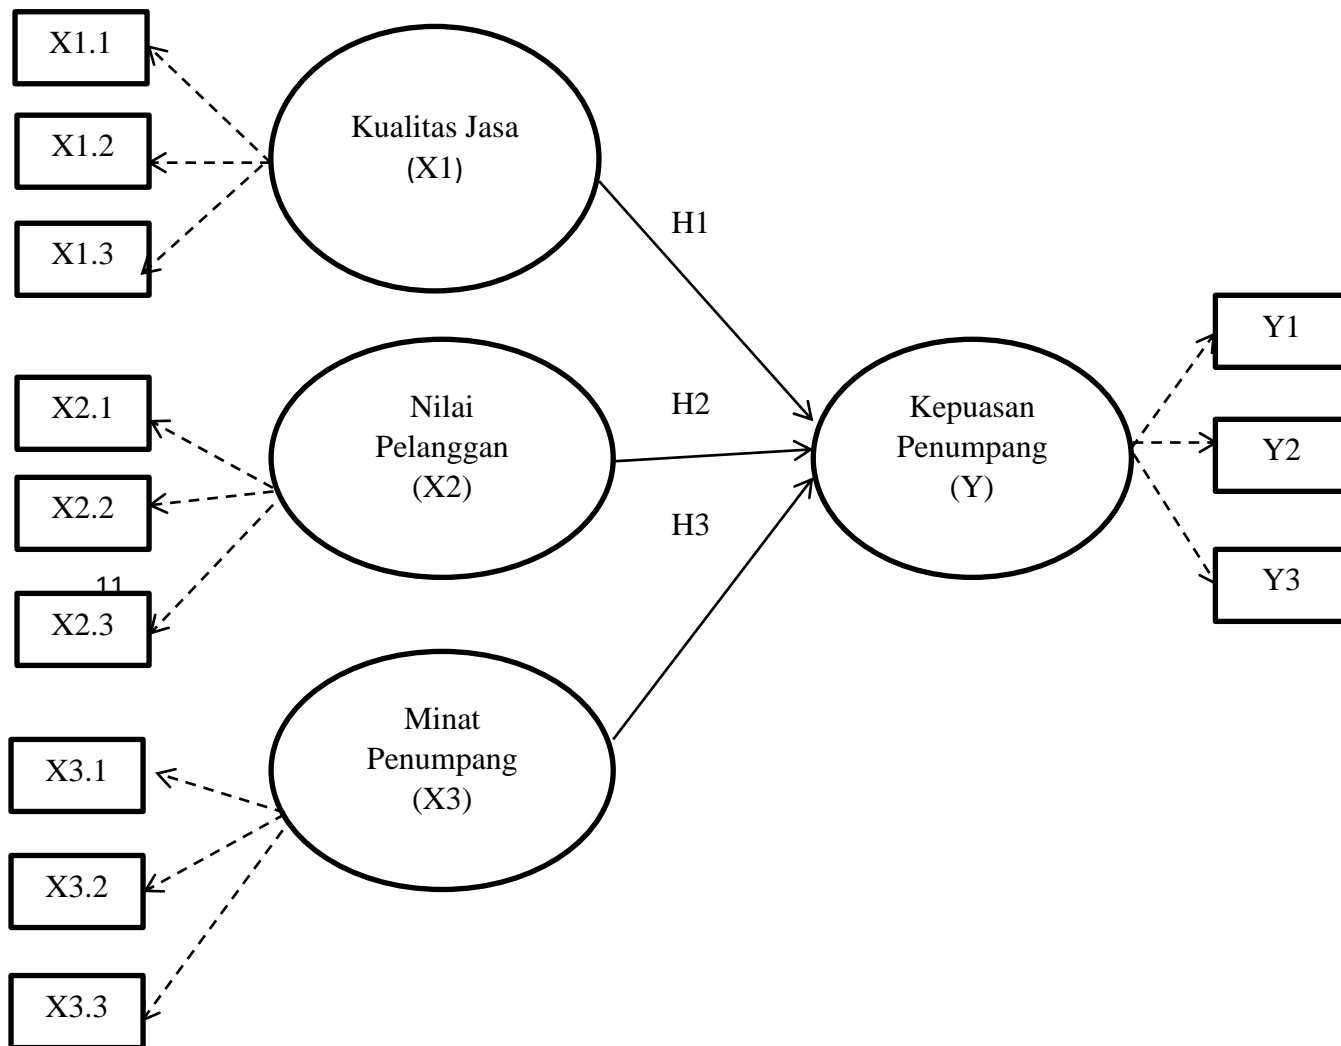 X1.1
X1.2
X1.3
Kualitas Jasa
(X1)
H1
X2.1
X2.2
11
X2.3
Nilai
Pelanggan
(X2)
H2
H3
Kepuasan
Penumpang
(Y)
Y1
Y2
Y3
X3.1
X3.2
X3.3
Minat
Penumpang
(X3)